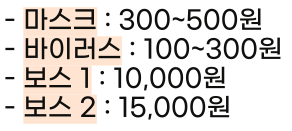 - 마스크 : 300~500원
- 바이러스 : 100~300원
- 보스 1 : 10,000원
- 보스 2 : 15,000원